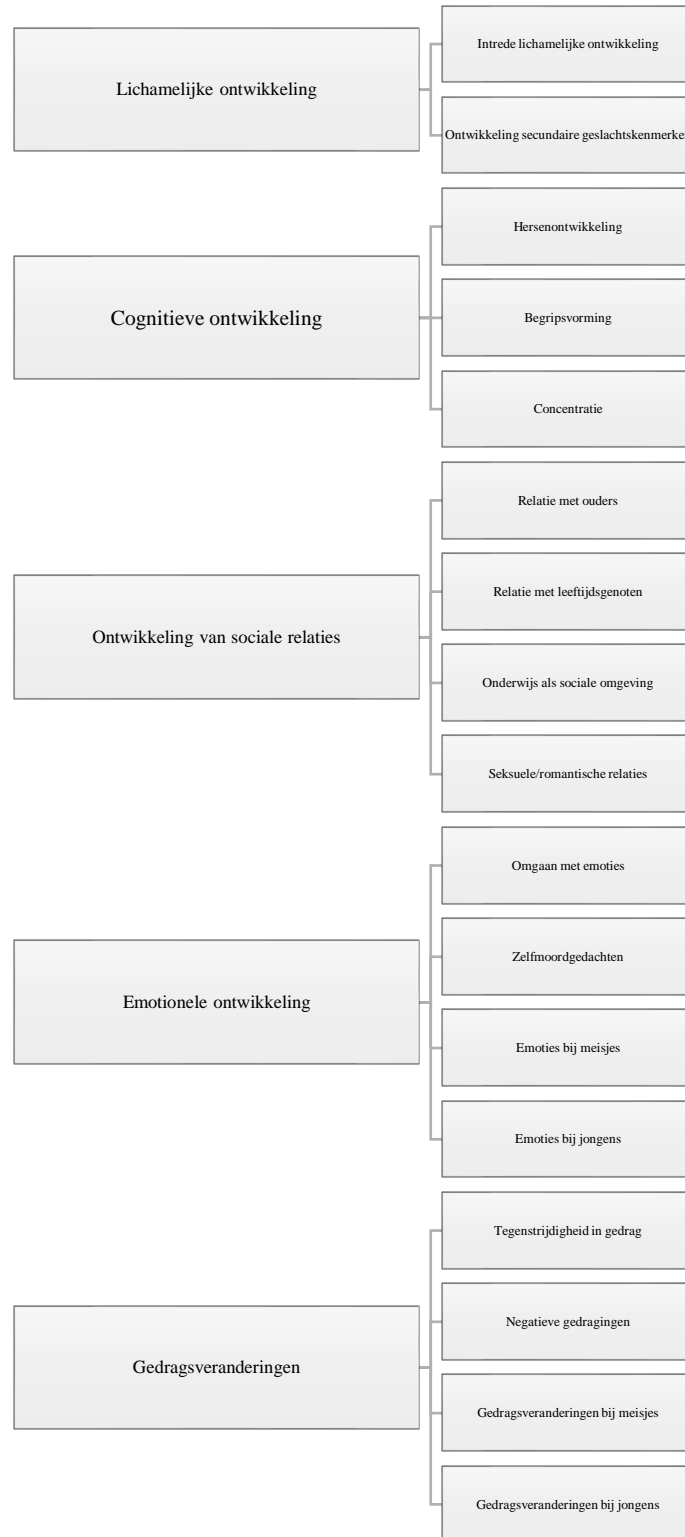 Lichamelijke ontwikkeling
Intrede lichamelijke ontwikkeling
Ontwikkeling secundaire geslachtskenmerken
Cognitieve ontwikkeling
Hersenontwikkeling
Begripsvorming
Concentratie
Ontwikkeling van sociale relaties
Relatie met ouders
Relatie met leeftijdsgenoten
Onderwijs als sociale omgeving
Seksuele/romantische relaties
Emotionele ontwikkeling
Omgaan met emoties
Zelfmoordgedachten
Emoties bij meisjes
Emoties bij jongens
Gedragsveranderingen
Tegenstrijdigheid in gedrag
Negatieve gedragingen
Gedragsveranderingen bij meisjes
Gedragsveranderingen bij jongens